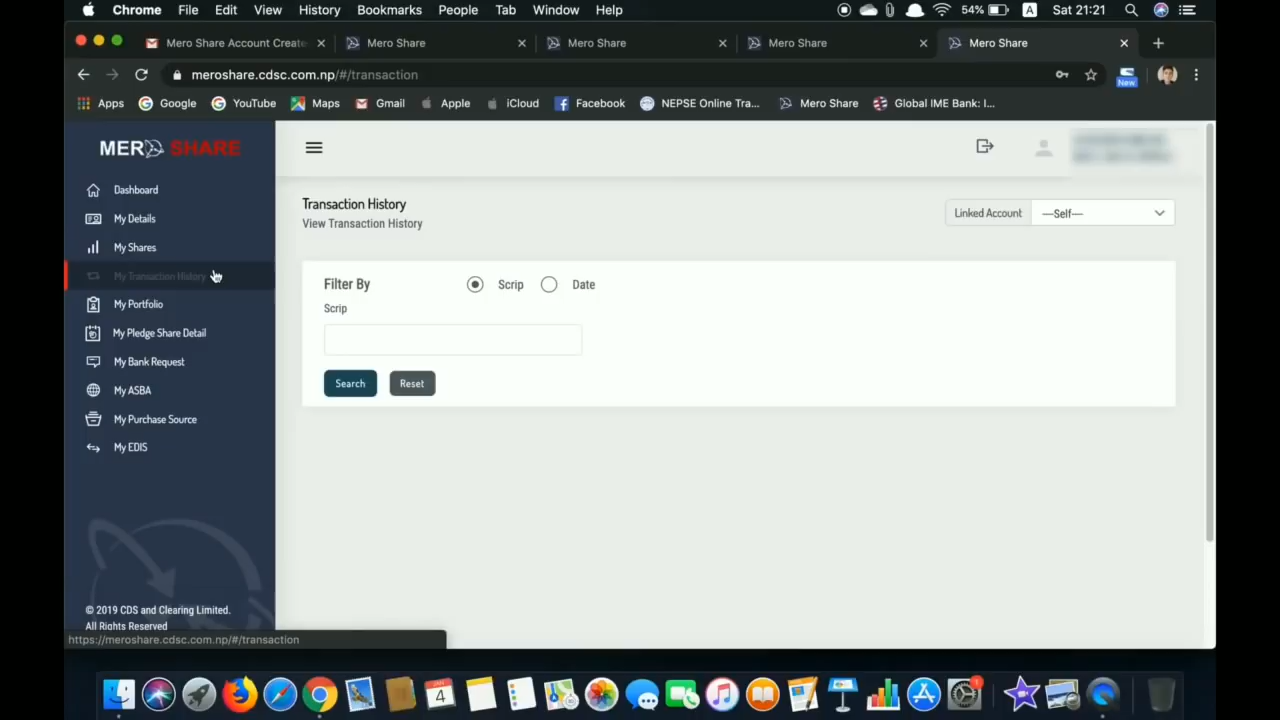 Chrome File Edit View History Bookmarks People Tab Window Help 54% A Sat 21:21
Mero Share Account Create Mero Share Mero Share Mero Share Mero Share
meroshare.cdsc.com.np/#/transaction New
Apps Google YouTube Maps Gmail Apple iCloud Facebook NEPSE Online Tra... Mero Share Global IME Bank: I...
MERO SHARE
Dashboard
My Details
My Shares
My Transaction History
My Portfolio
My Pledge Share Detail
My Bank Request
My ASBA
My Purchase Source
My EDIS
© 2019 CDS and Clearing Limited.
All Rights Reserved
https://meroshare.cdsc.com.np/#/transaction
Transaction History
View Transaction History
Linked Account ---Self---
Filter By Scrip Date
Scrip
Search Reset
JAN
4
1